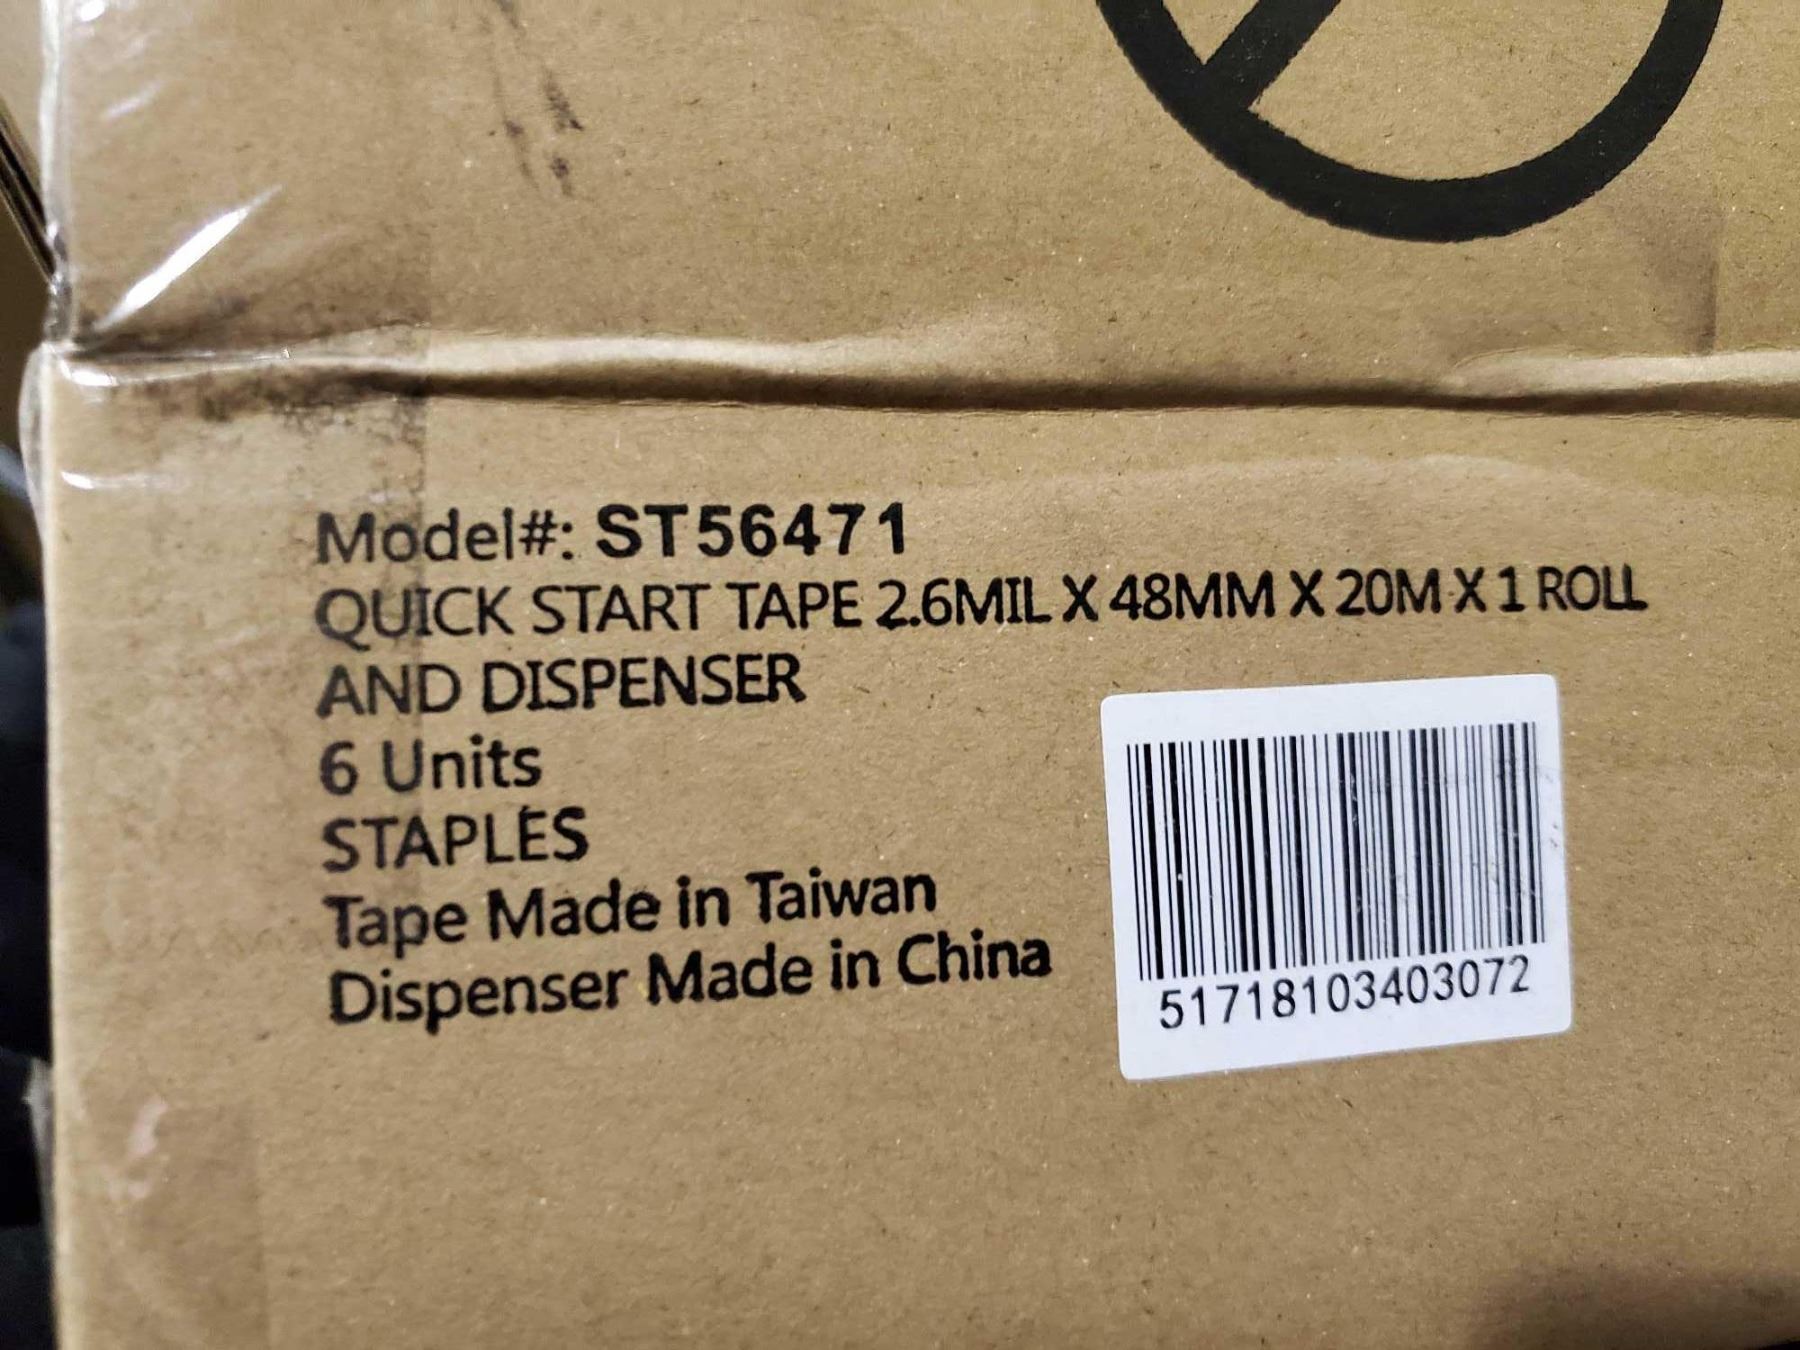 Model#: ST56471
QUICK START TAPE 2.6MIL X 48MM X 20M X 1 ROLL
AND DISPENSER
6 Units
STAPLES
Tape Made in Taiwan
Dispenser Made in China
51718103403072